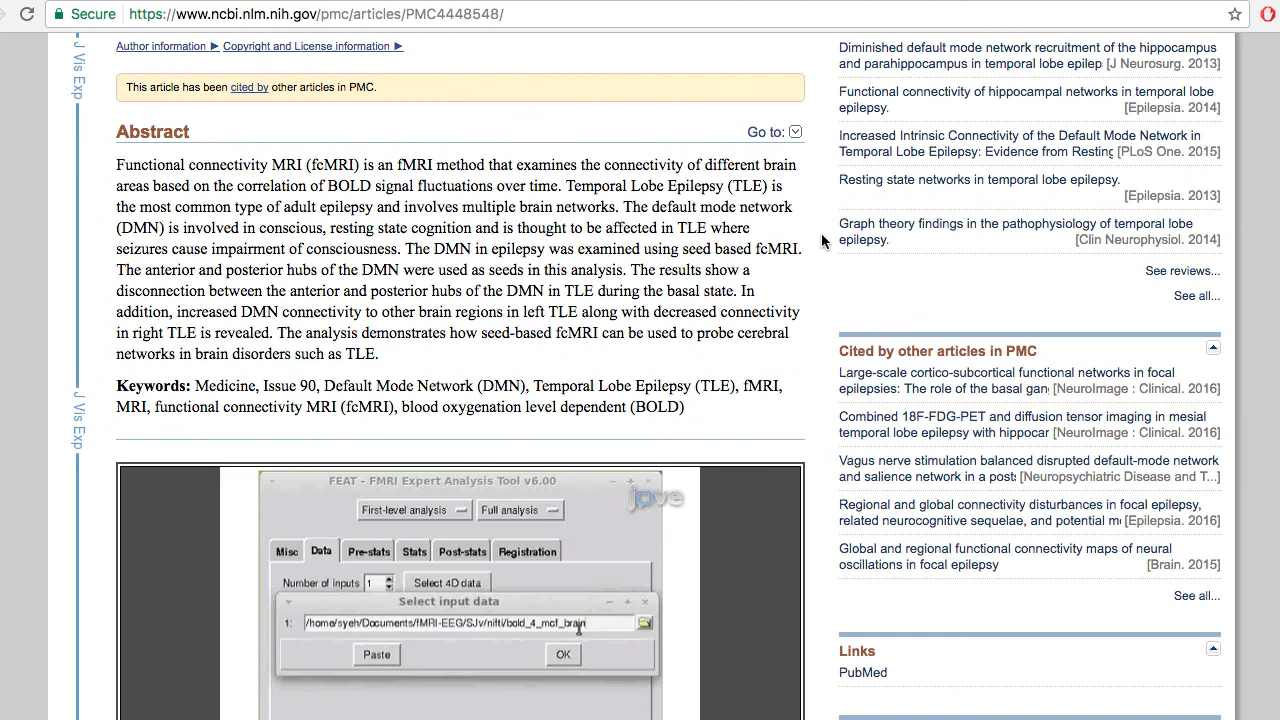 Secure https://www.ncbi.nlm.nih.gov/pmc/articles/PMC4448548/
J Vis Exp
J Vis Exp
Author information ▶ Copyright and License information ▶
This article has been cited by other articles in PMC.
Abstract
Go to:
Functional connectivity MRI (fcMRI) is an fMRI method that examines the connectivity of different brain
areas based on the correlation of BOLD signal fluctuations over time. Temporal Lobe Epilepsy (TLE) is
the most common type of adult epilepsy and involves multiple brain networks. The default mode network
(DMN) is involved in conscious, resting state cognition and is thought to be affected in TLE where
seizures cause impairment of consciousness. The DMN in epilepsy was examined using seed based fcMRI.
The anterior and posterior hubs of the DMN were used as seeds in this analysis. The results show a
disconnection between the anterior and posterior hubs of the DMN in TLE during the basal state. In
addition, increased DMN connectivity to other brain regions in left TLE along with decreased connectivity
in right TLE is revealed. The analysis demonstrates how seed-based fcMRI can be used to probe cerebral
networks in brain disorders such as TLE.
Keywords: Medicine, Issue 90, Default Mode Network (DMN), Temporal Lobe Epilepsy (TLE), fMRI,
MRI, functional connectivity MRI (fcMRI), blood oxygenation level dependent (BOLD)
FEAT - FMRI Expert Analysis Tool v6.00
jove
First-level analysis Full analysis
Misc Data Pre-stats Stats Post-stats Registration
Number of inputs 1 Select 4D data
Select input data
1: /home/syeh/Documents/fMRI-EEG/SJv/nifti/bold_4_mcf_brain
Paste OK
Diminished default mode network recruitment of the hippocampus
and parahippocampus in temporal lobe epilep [J Neurosurg. 2013]
Functional connectivity of hippocampal networks in temporal lobe
epilepsy. [Epilepsia. 2014]
Increased Intrinsic Connectivity of the Default Mode Network in
Temporal Lobe Epilepsy: Evidence from Resting [PLoS One. 2015]
Resting state networks in temporal lobe epilepsy.
[Epilepsia. 2013]
Graph theory findings in the pathophysiology of temporal lobe
epilepsy. [Clin Neurophysiol. 2014]
See reviews...
See all...
Cited by other articles in PMC
Large-scale cortico-subcortical functional networks in focal
epilepsies: The role of the basal gan [NeuroImage : Clinical. 2016]
Combined 18F-FDG-PET and diffusion tensor imaging in mesial
temporal lobe epilepsy with hippocar [NeuroImage : Clinical. 2016]
Vagus nerve stimulation balanced disrupted default-mode network
and salience network in a post [Neuropsychiatric Disease and T...]
Regional and global connectivity disturbances in focal epilepsy,
related neurocognitive sequelae, and potential m [Epilepsia. 2016]
Global and regional functional connectivity maps of neural
oscillations in focal epilepsy [Brain. 2015]
See all...
Links
PubMed